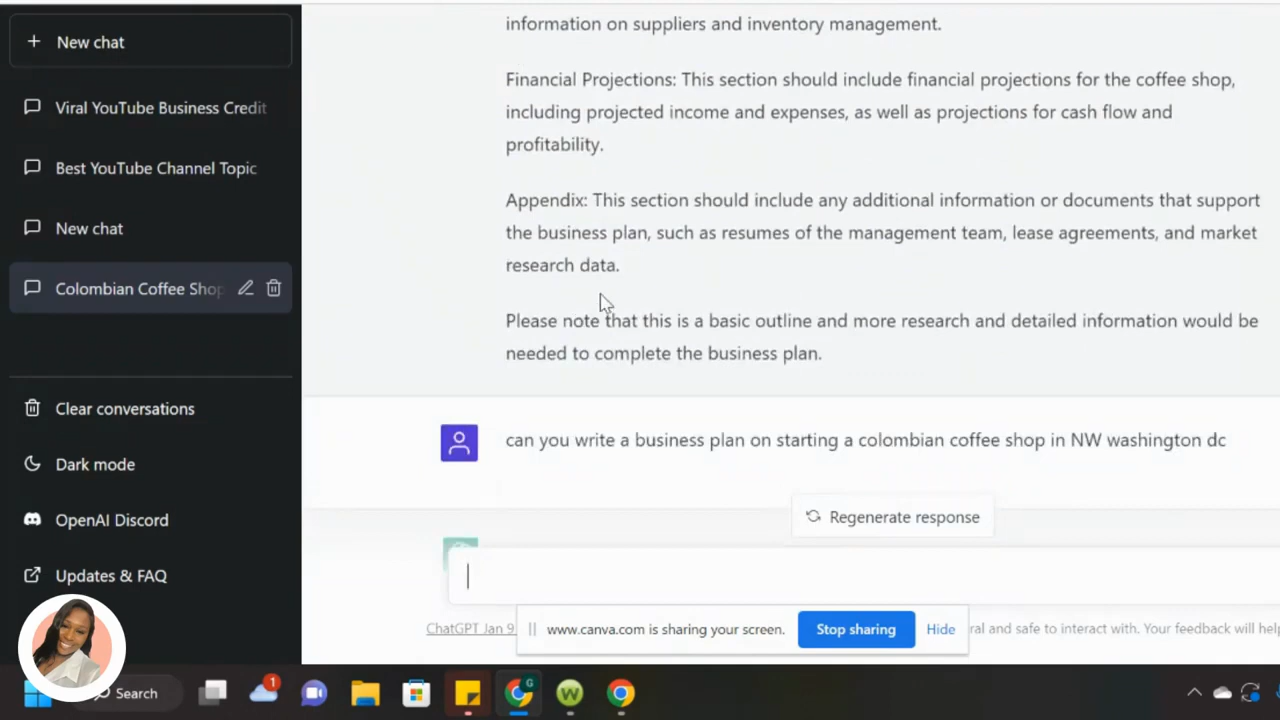 New chat
Viral YouTube Business Credit
Best YouTube Channel Topic
New chat
Colombian Coffee Shop
Clear conversations
Dark mode
OpenAI Discord
Updates & FAQ
information on suppliers and inventory management.
Financial Projections: This section should include financial projections for the coffee shop,
including projected income and expenses, as well as projections for cash flow and
profitability.
Appendix: This section should include any additional information or documents that support
the business plan, such as resumes of the management team, lease agreements, and market
research data.
Please note that this is a basic outline and more research and detailed information would be
needed to complete the business plan.
can you write a business plan on starting a colombian coffee shop in NW washington dc
Regenerate response
ChatGPT Jan 9
www.canva.com is sharing your screen. Stop sharing Hide
and safe to interact with. Your feedback will help
Search
1
G
W